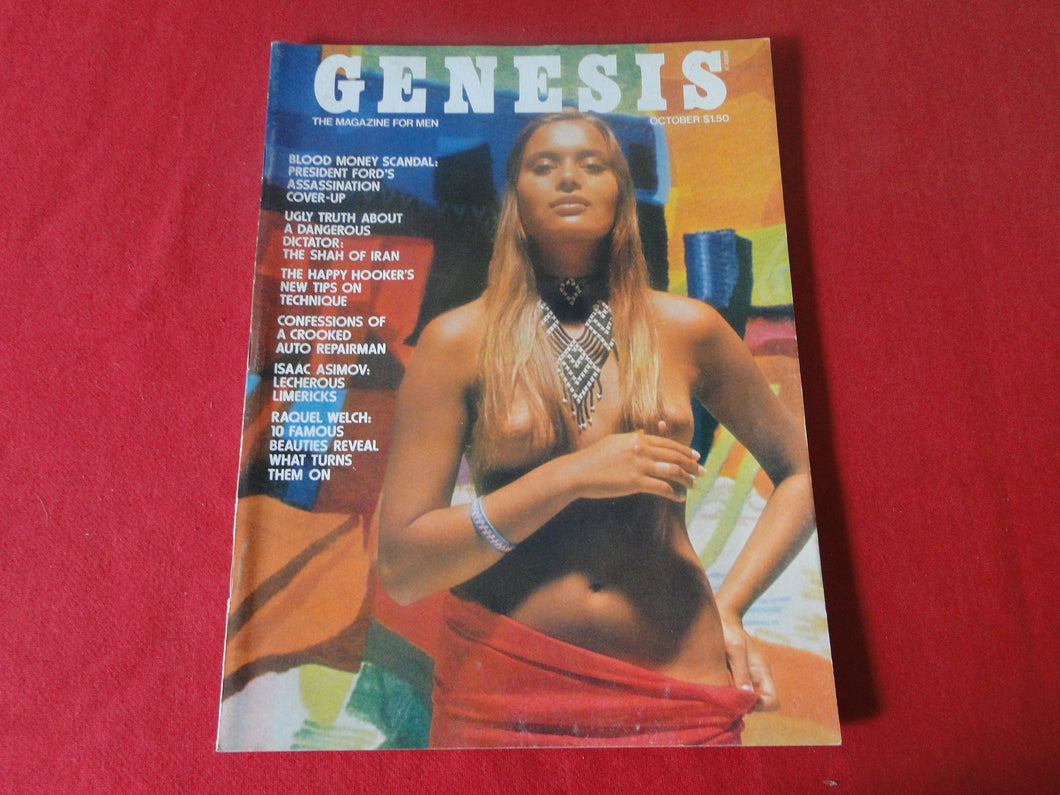 GENESIS
THE MAGAZINE FOR MEN
OCTOBER $1.50
BLOOD MONEY SCANDAL:
PRESIDENT FORD'S
ASSASSINATION
COVER-UP
UGLY TRUTH ABOUT
A DANGEROUS
DICTATOR:
THE SHAH OF IRAN
THE HAPPY HOOKER'S
NEW TIPS ON
TECHNIQUE
CONFESSIONS OF
A CROOKED
AUTO REPAIRMAN
ISAAC ASIMOV:
LECHEROUS
LIMERICKS
RAQUEL WELCH:
10 FAMOUS
BEAUTIES REVEAL
WHAT TURNS
THEM ON